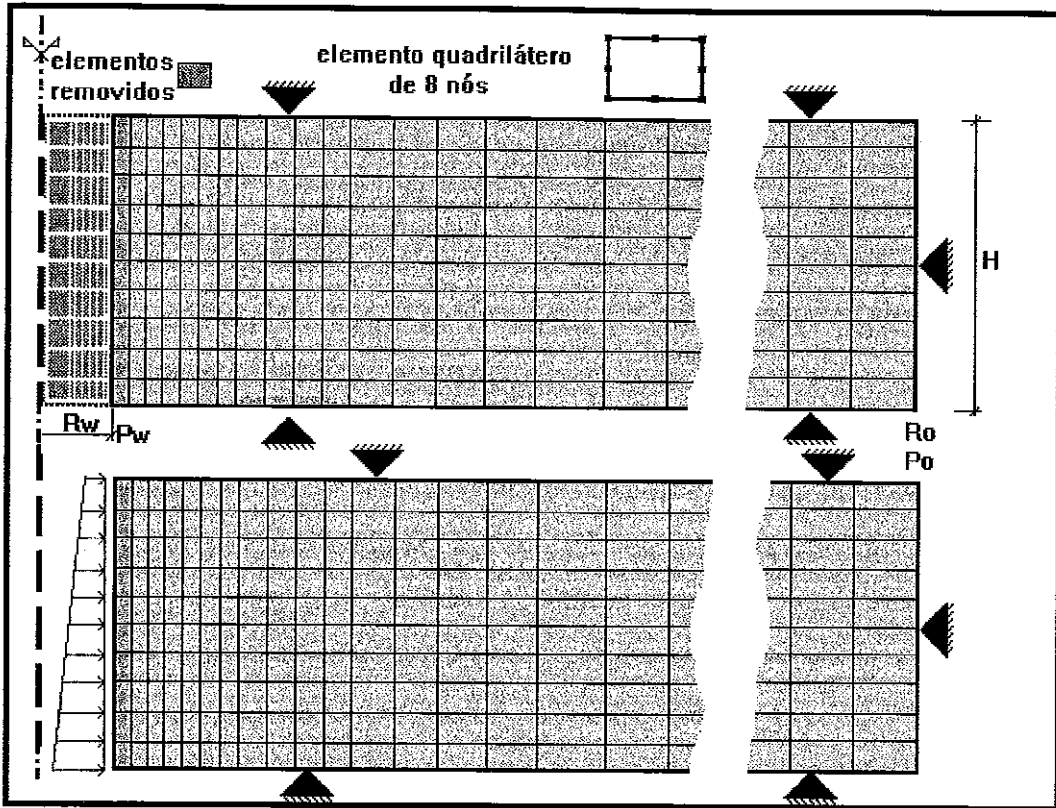 elementos
removidos
elemento quadrilátero
de 8 nós
H
Rw
Pw
Ro
Po